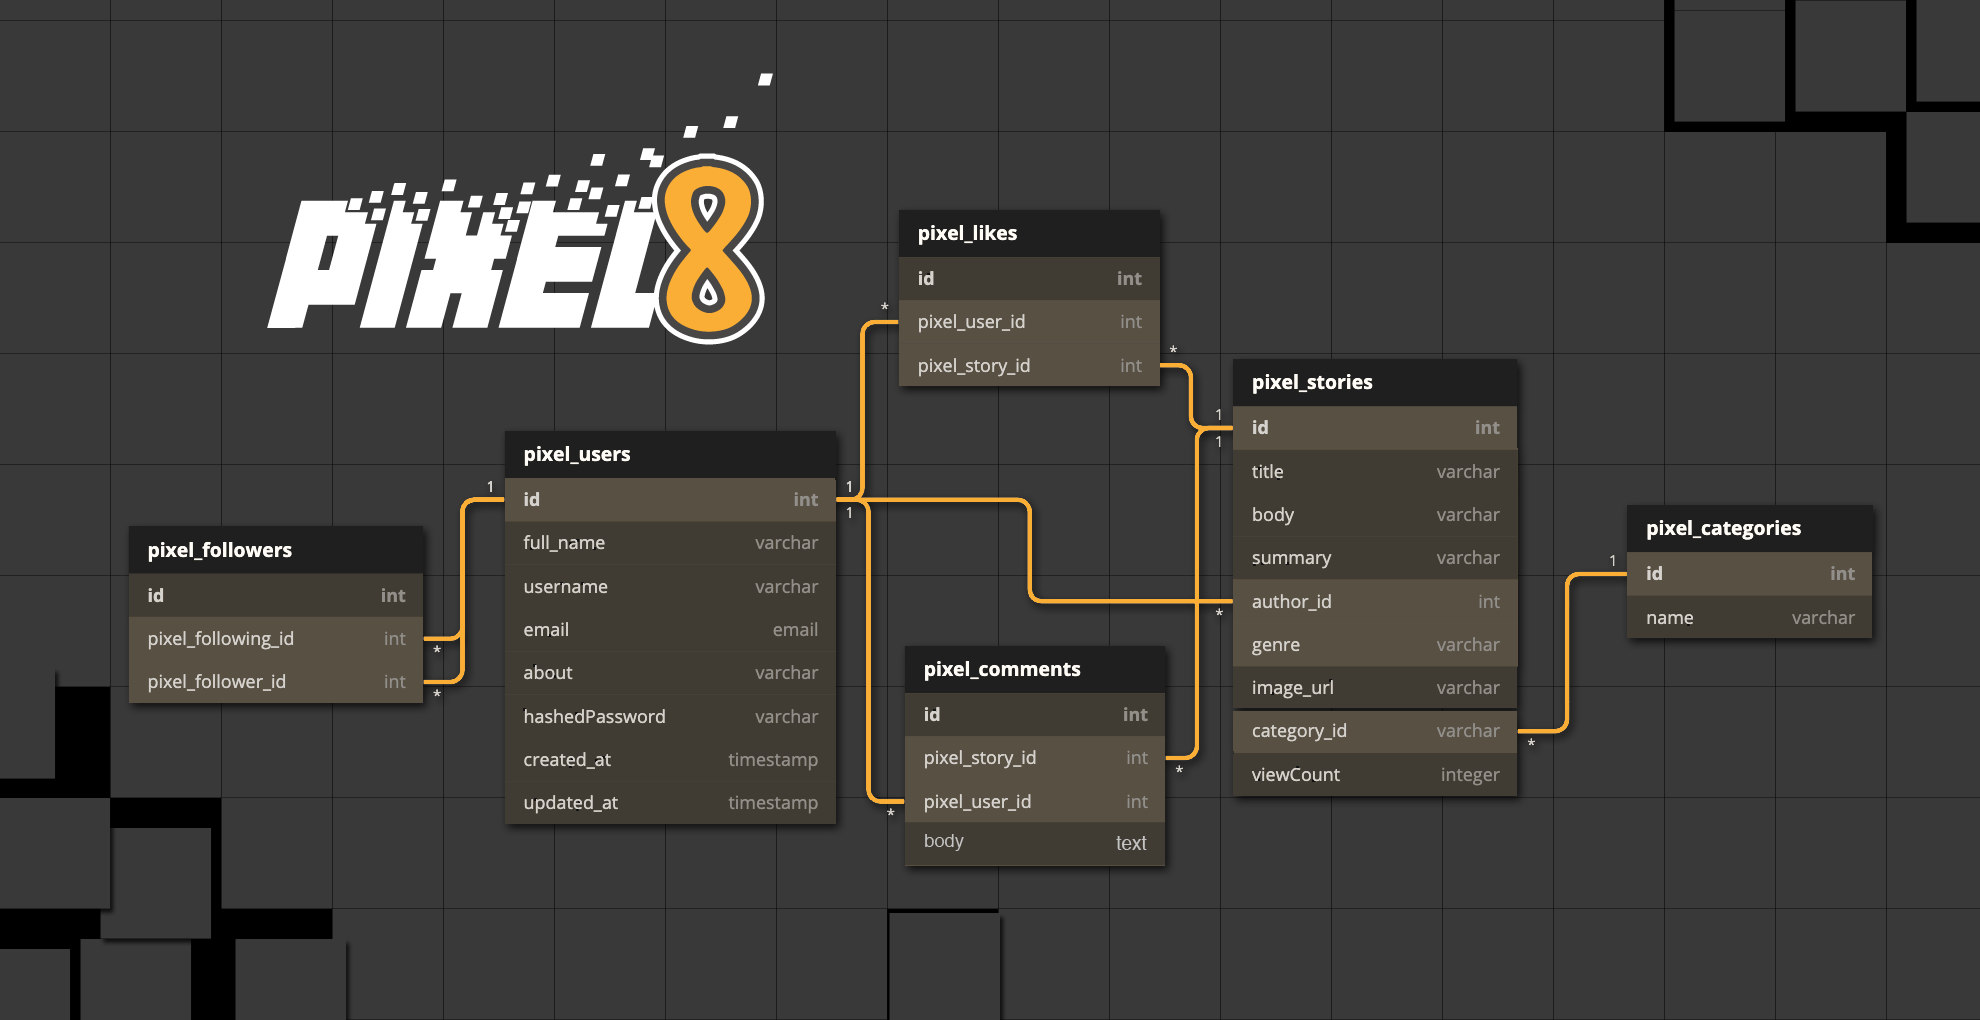 PIXEL8
pixel_likes
id int
* pixel_user_id int
pixel_story_id int *
pixel_stories
1 id int
1
title varchar
body varchar
summary varchar
* author_id int
genre varchar
image_url varchar
category_id varchar *
viewCount integer
pixel_users
1 id int 1
1
full_name varchar
username varchar
email email
about varchar
hashedPassword varchar
created_at timestamp
updated_at timestamp
pixel_followers
id int
pixel_following_id int *
pixel_follower_id int *
pixel_categories
1 id int
name varchar
pixel_comments
id int
pixel_story_id int *
* pixel_user_id int
body text